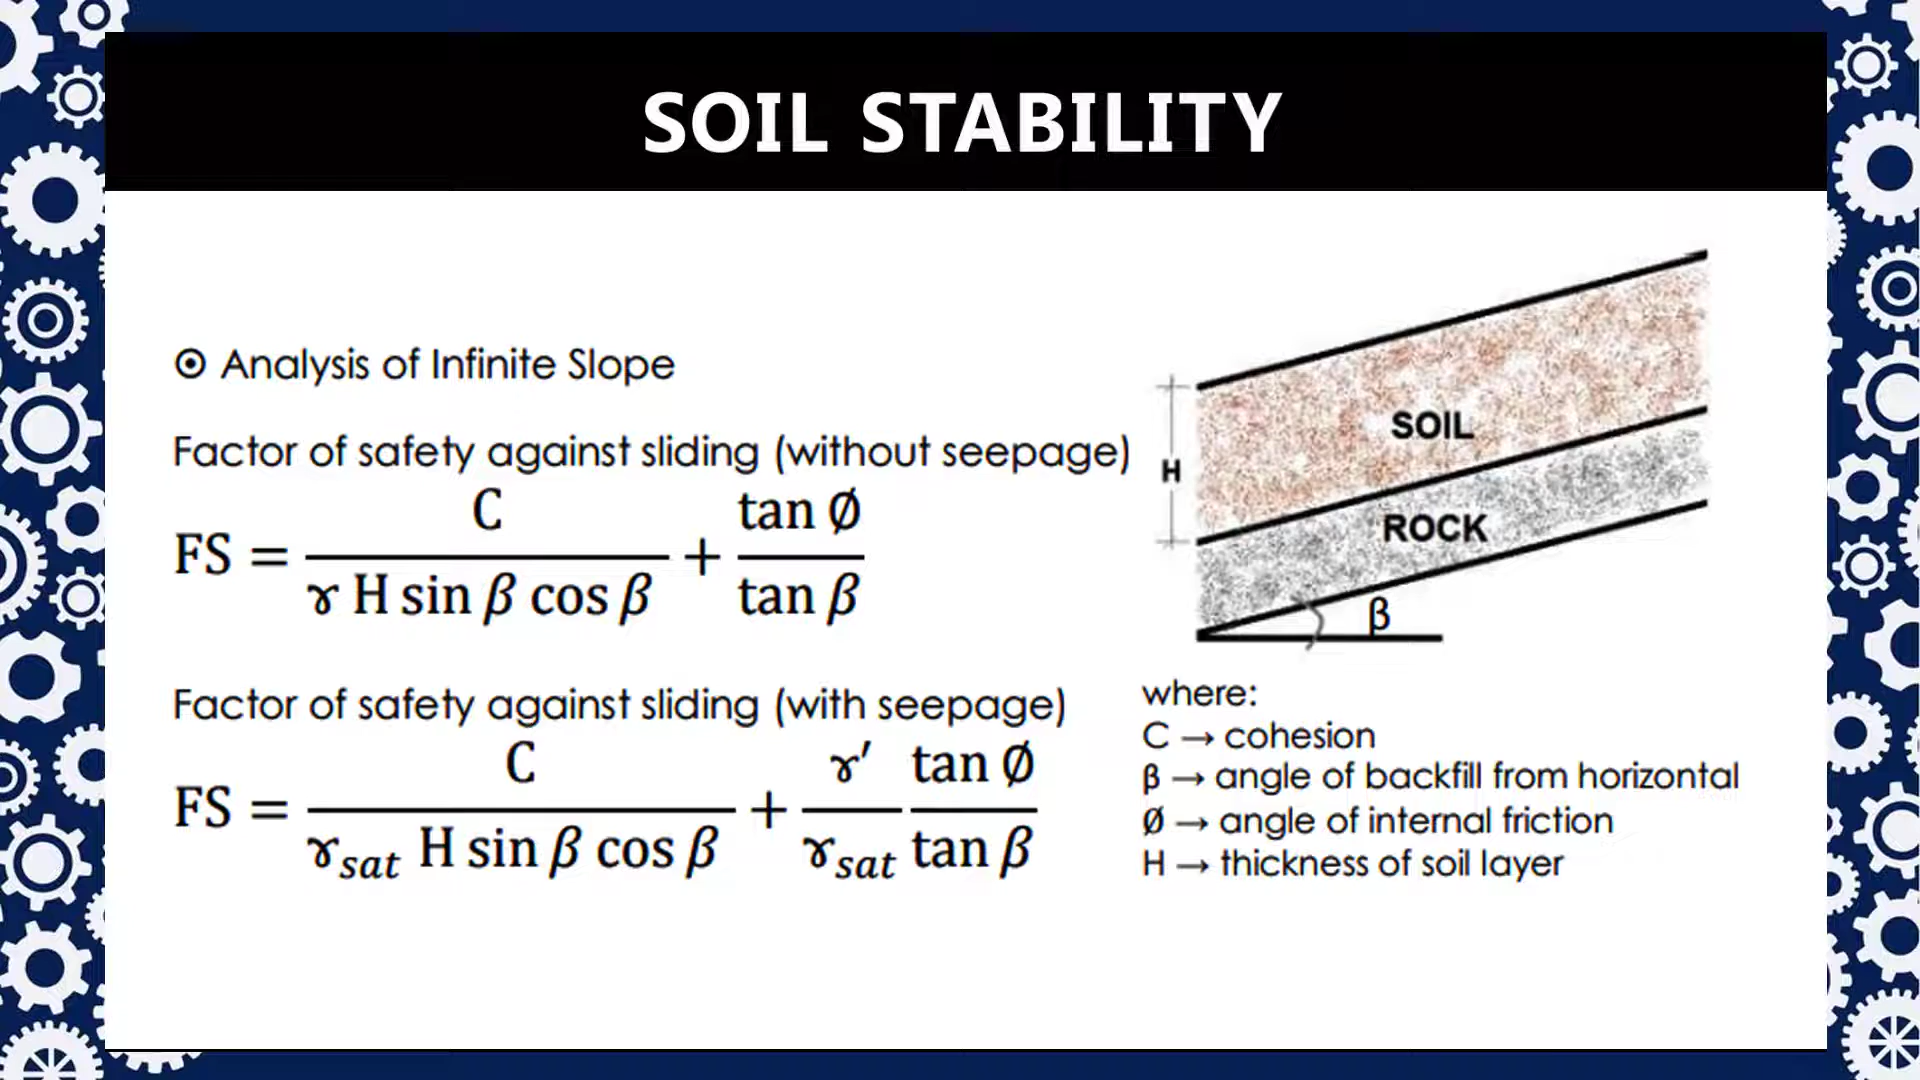 SOIL STABILITY
⊙ Analysis of Infinite Slope
Factor of safety against sliding (without seepage)
FS = C / (ɤ H sin β cos β) + tan Ø / tan β
Factor of safety against sliding (with seepage)
FS = C / (ɤsat H sin β cos β) + ɤ′ / ɤsat tan Ø / tan β
SOIL
H
ROCK
β
where:
C → cohesion
β → angle of backfill from horizontal
Ø → angle of internal friction
H → thickness of soil layer